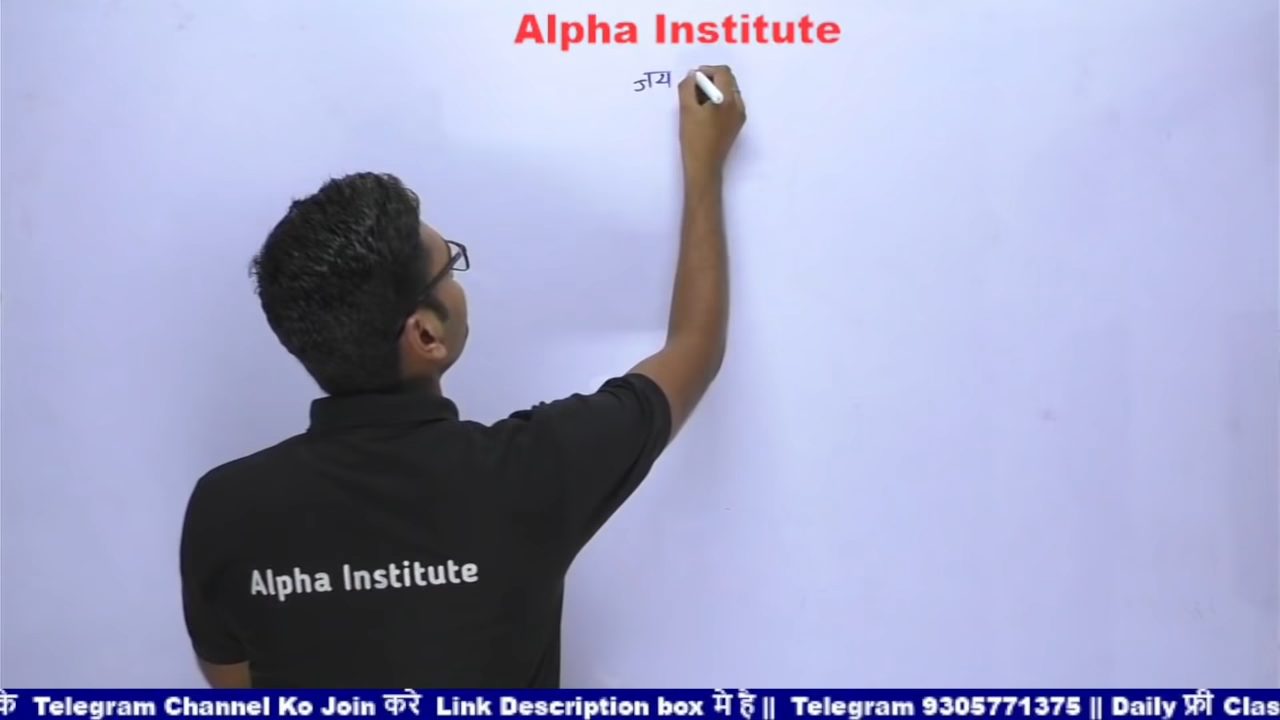 Alpha Institute
जय
Alpha Institute
के Telegram Channel Ko Join करे Link Description box मे है || Telegram 9305771375 || Daily फ्री Clas